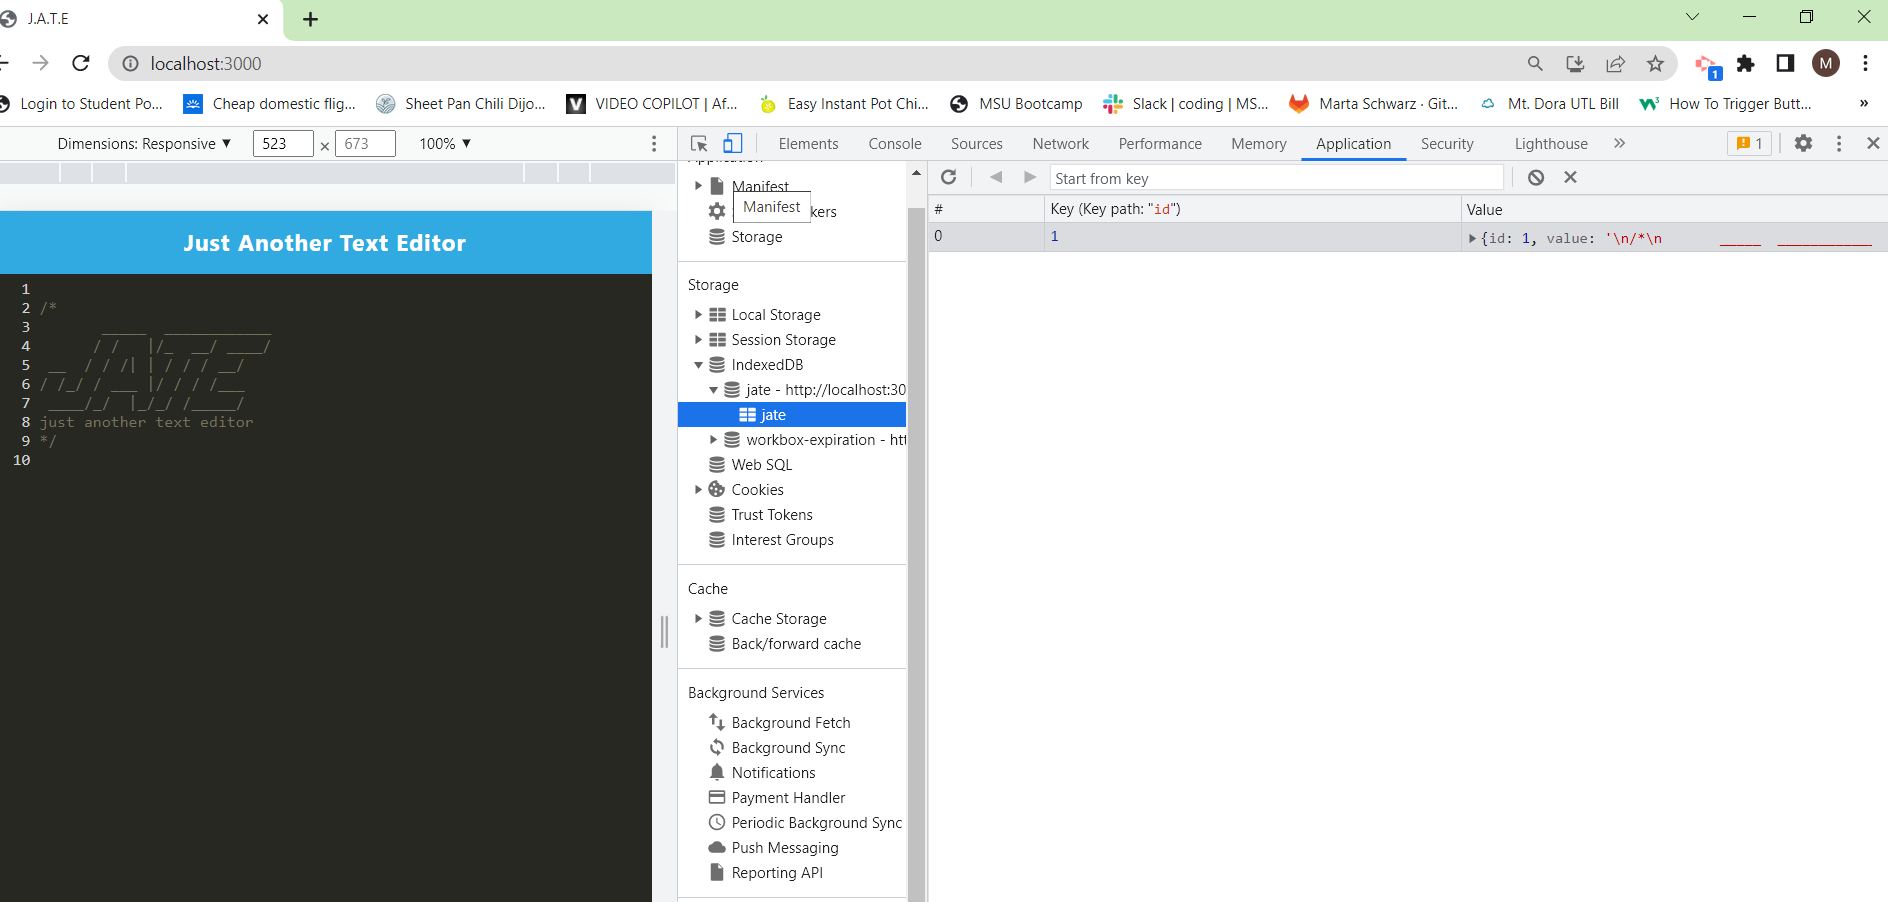 J.A.T.E
localhost:3000
Login to Student Po... Cheap domestic flig... Sheet Pan Chili Dijo... VIDEO COPILOT | Af... Easy Instant Pot Chi... MSU Bootcamp Slack | coding | MS... Marta Schwarz · Git... Mt. Dora UTL Bill How To Trigger Butt... »
1
M
Dimensions: Responsive ▼ 523 × 673 100% ▼
Elements Console Sources Network Performance Memory Application Security Lighthouse » 1
Just Another Text Editor
1
2 /*
3        _____  ____________
4       / /   |/_  __/ ____/
5  __  / / /| | / / / __/
6 / /_/ / ___ |/ / / /___
7  ____/_/  |_/_/ /_____/
8 just another text editor
9 */
10
Application
Manifest
Manifest
kers
Storage
Storage
Local Storage
Session Storage
IndexedDB
jate - http://localhost:30
jate
workbox-expiration - htt
Web SQL
Cookies
Trust Tokens
Interest Groups
Cache
Cache Storage
Back/forward cache
Background Services
Background Fetch
Background Sync
Notifications
Payment Handler
Periodic Background Sync
Push Messaging
Reporting API
Start from key
# Key (Key path: "id") Value
0 1 {id: 1, value: '\n/*\n       _____  ____________